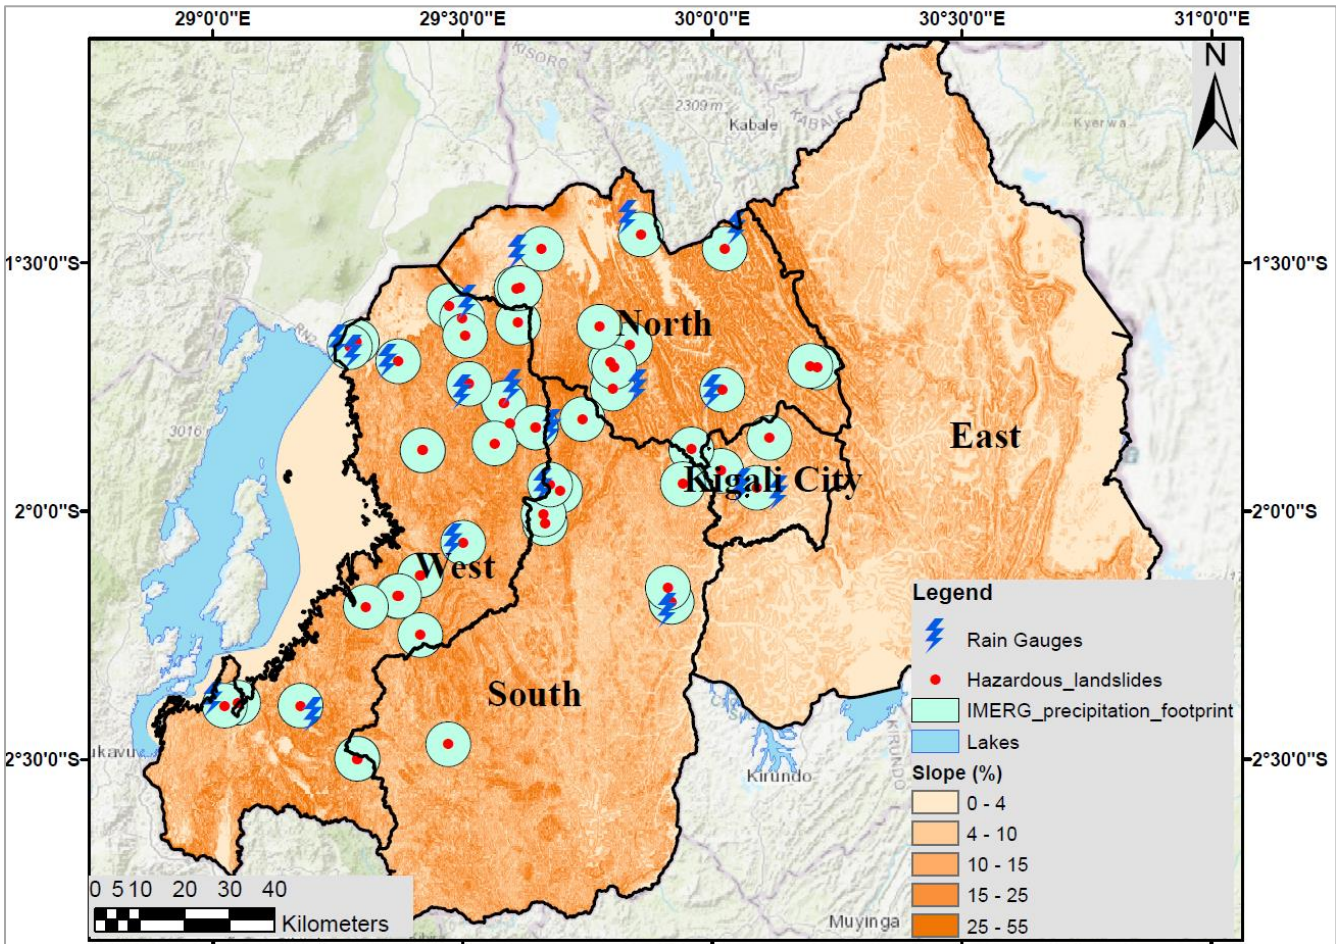 29°0'0"E 29°30'0"E 30°0'0"E 30°30'0"E 31°0'0"E
KISORO
2309 m
Kabale
KABALE
Kyerwa
N
1°30'0"S 1°30'0"S
North
3016 m
East
Kigali City
2°0'0"S 2°0'0"S
West
South
ukavu
2°30'0"S 2°30'0"S
Kirundo
KIRUNDO
Muyinga
Legend
Rain Gauges
Hazardous_landslides
IMERG_precipitation_footprint
Lakes
Slope (%)
0 - 4
4 - 10
10 - 15
15 - 25
25 - 55
0 5 10 20 30 40
Kilometers